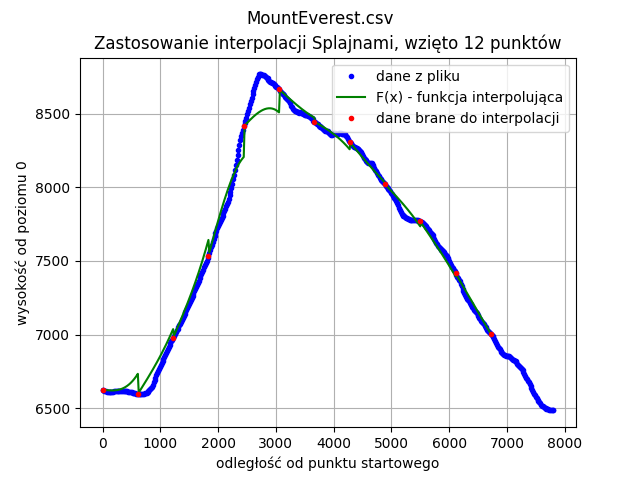 MountEverest.csv
Zastosowanie interpolacji Splajnami, wzięto 12 punktów
dane z pliku
F(x) - funkcja interpolująca
dane brane do interpolacji
wysokość od poziomu 0
8500
8000
7500
7000
6500
0 1000 2000 3000 4000 5000 6000 7000 8000
odległość od punktu startowego